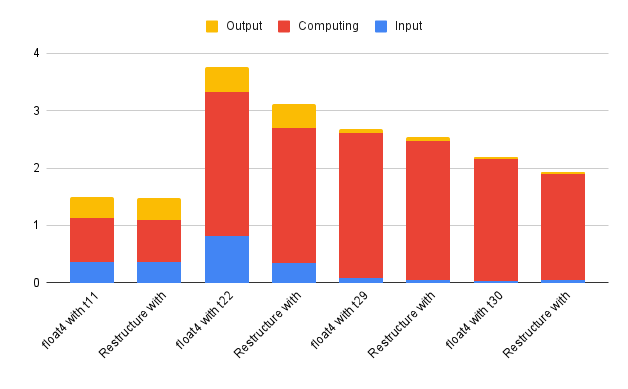 Output Computing Input
4
3
2
1
0
float4 with t11
Restructure with
float4 with t22
Restructure with
float4 with t29
Restructure with
float4 with t30
Restructure with